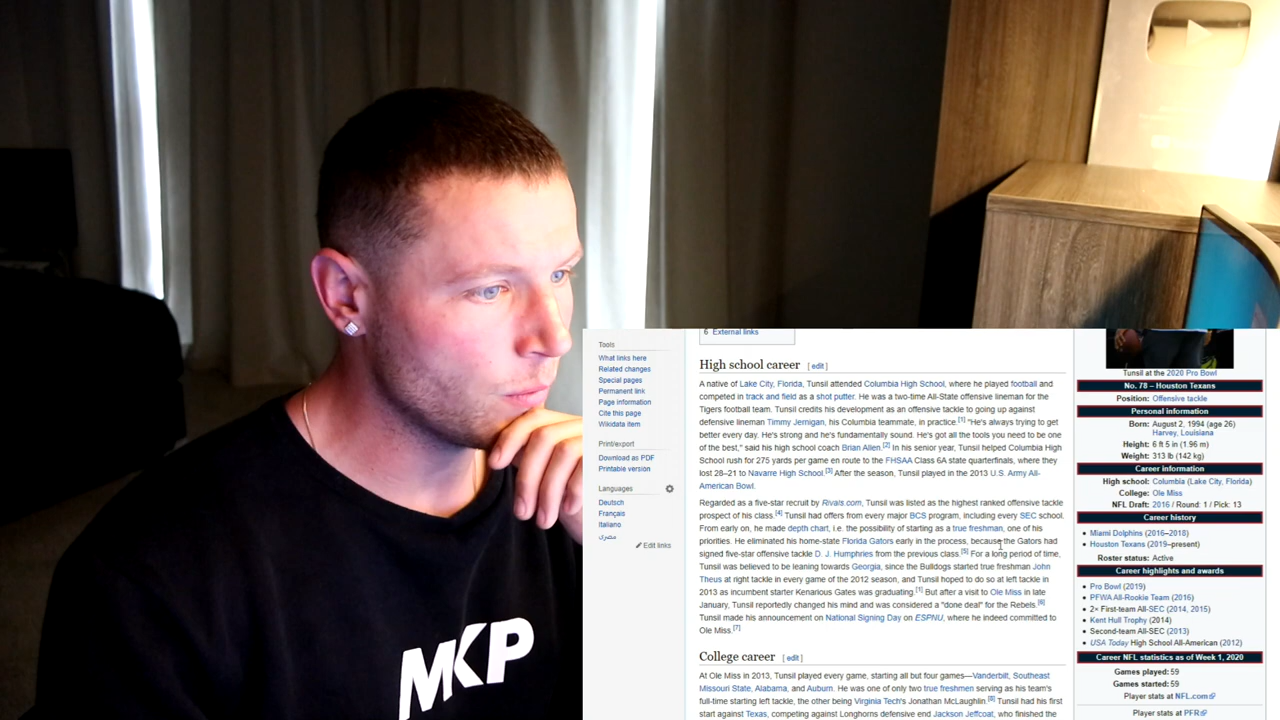 MKP
6 External links
Tools
What links here
Related changes
Special pages
Permanent link
Page information
Cite this page
Wikidata item
Print/export
Download as PDF
Printable version
Languages
Deutsch
Français
Italiano
مصرى
Edit links
High school career [ edit ]
A native of Lake City, Florida, Tunsil attended Columbia High School, where he played football and
competed in track and field as a shot putter. He was a two-time All-State offensive lineman for the
Tigers football team. Tunsil credits his development as an offensive tackle to going up against
defensive lineman Timmy Jernigan, his Columbia teammate, in practice.[1] "He's always trying to get
better every day. He's strong and he's fundamentally sound. He's got all the tools you need to be one
of the best," said his high school coach Brian Allen.[2] In his senior year, Tunsil helped Columbia High
School rush for 275 yards per game en route to the FHSAA Class 6A state quarterfinals, where they
lost 28–21 to Navarre High School.[3] After the season, Tunsil played in the 2013 U.S. Army All-
American Bowl.
Regarded as a five-star recruit by Rivals.com, Tunsil was listed as the highest ranked offensive tackle
prospect of his class.[4] Tunsil had offers from every major BCS program, including every SEC school.
From early on, he made depth chart, i.e. the possibility of starting as a true freshman, one of his
priorities. He eliminated his home-state Florida Gators early in the process, because the Gators had
signed five-star offensive tackle D. J. Humphries from the previous class.[5] For a long period of time,
Tunsil was believed to be leaning towards Georgia, since the Bulldogs started true freshman John
Theus at right tackle in every game of the 2012 season, and Tunsil hoped to do so at left tackle in
2013 as incumbent starter Kenarious Gates was graduating.[1] But after a visit to Ole Miss in late
January, Tunsil reportedly changed his mind and was considered a "done deal" for the Rebels.[6]
Tunsil made his announcement on National Signing Day on ESPNU, where he indeed committed to
Ole Miss.[7]
College career [ edit ]
At Ole Miss in 2013, Tunsil played every game, starting all but four games—Vanderbilt, Southeast
Missouri State, Alabama, and Auburn. He was one of only two true freshmen serving as his team's
full-time starting left tackle, the other being Virginia Tech's Jonathan McLaughlin.[8] Tunsil had his first
start against Texas, competing against Longhorns defensive end Jackson Jeffcoat, who finished the
Tunsil at the 2020 Pro Bowl
No. 78 – Houston Texans
Position: Offensive tackle
Personal information
Born: August 2, 1994 (age 26)
Harvey, Louisiana
Height: 6 ft 5 in (1.96 m)
Weight: 313 lb (142 kg)
Career information
High school: Columbia (Lake City, Florida)
College: Ole Miss
NFL Draft: 2016 / Round: 1 / Pick: 13
Career history
• Miami Dolphins (2016–2018)
• Houston Texans (2019–present)
Roster status: Active
Career highlights and awards
• Pro Bowl (2019)
• PFWA All-Rookie Team (2016)
• 2× First-team All-SEC (2014, 2015)
• Kent Hull Trophy (2014)
• Second-team All-SEC (2013)
• USA Today High School All-American (2012)
Career NFL statistics as of Week 1, 2020
Games played: 59
Games started: 59
Player stats at NFL.com
Player stats at PFR